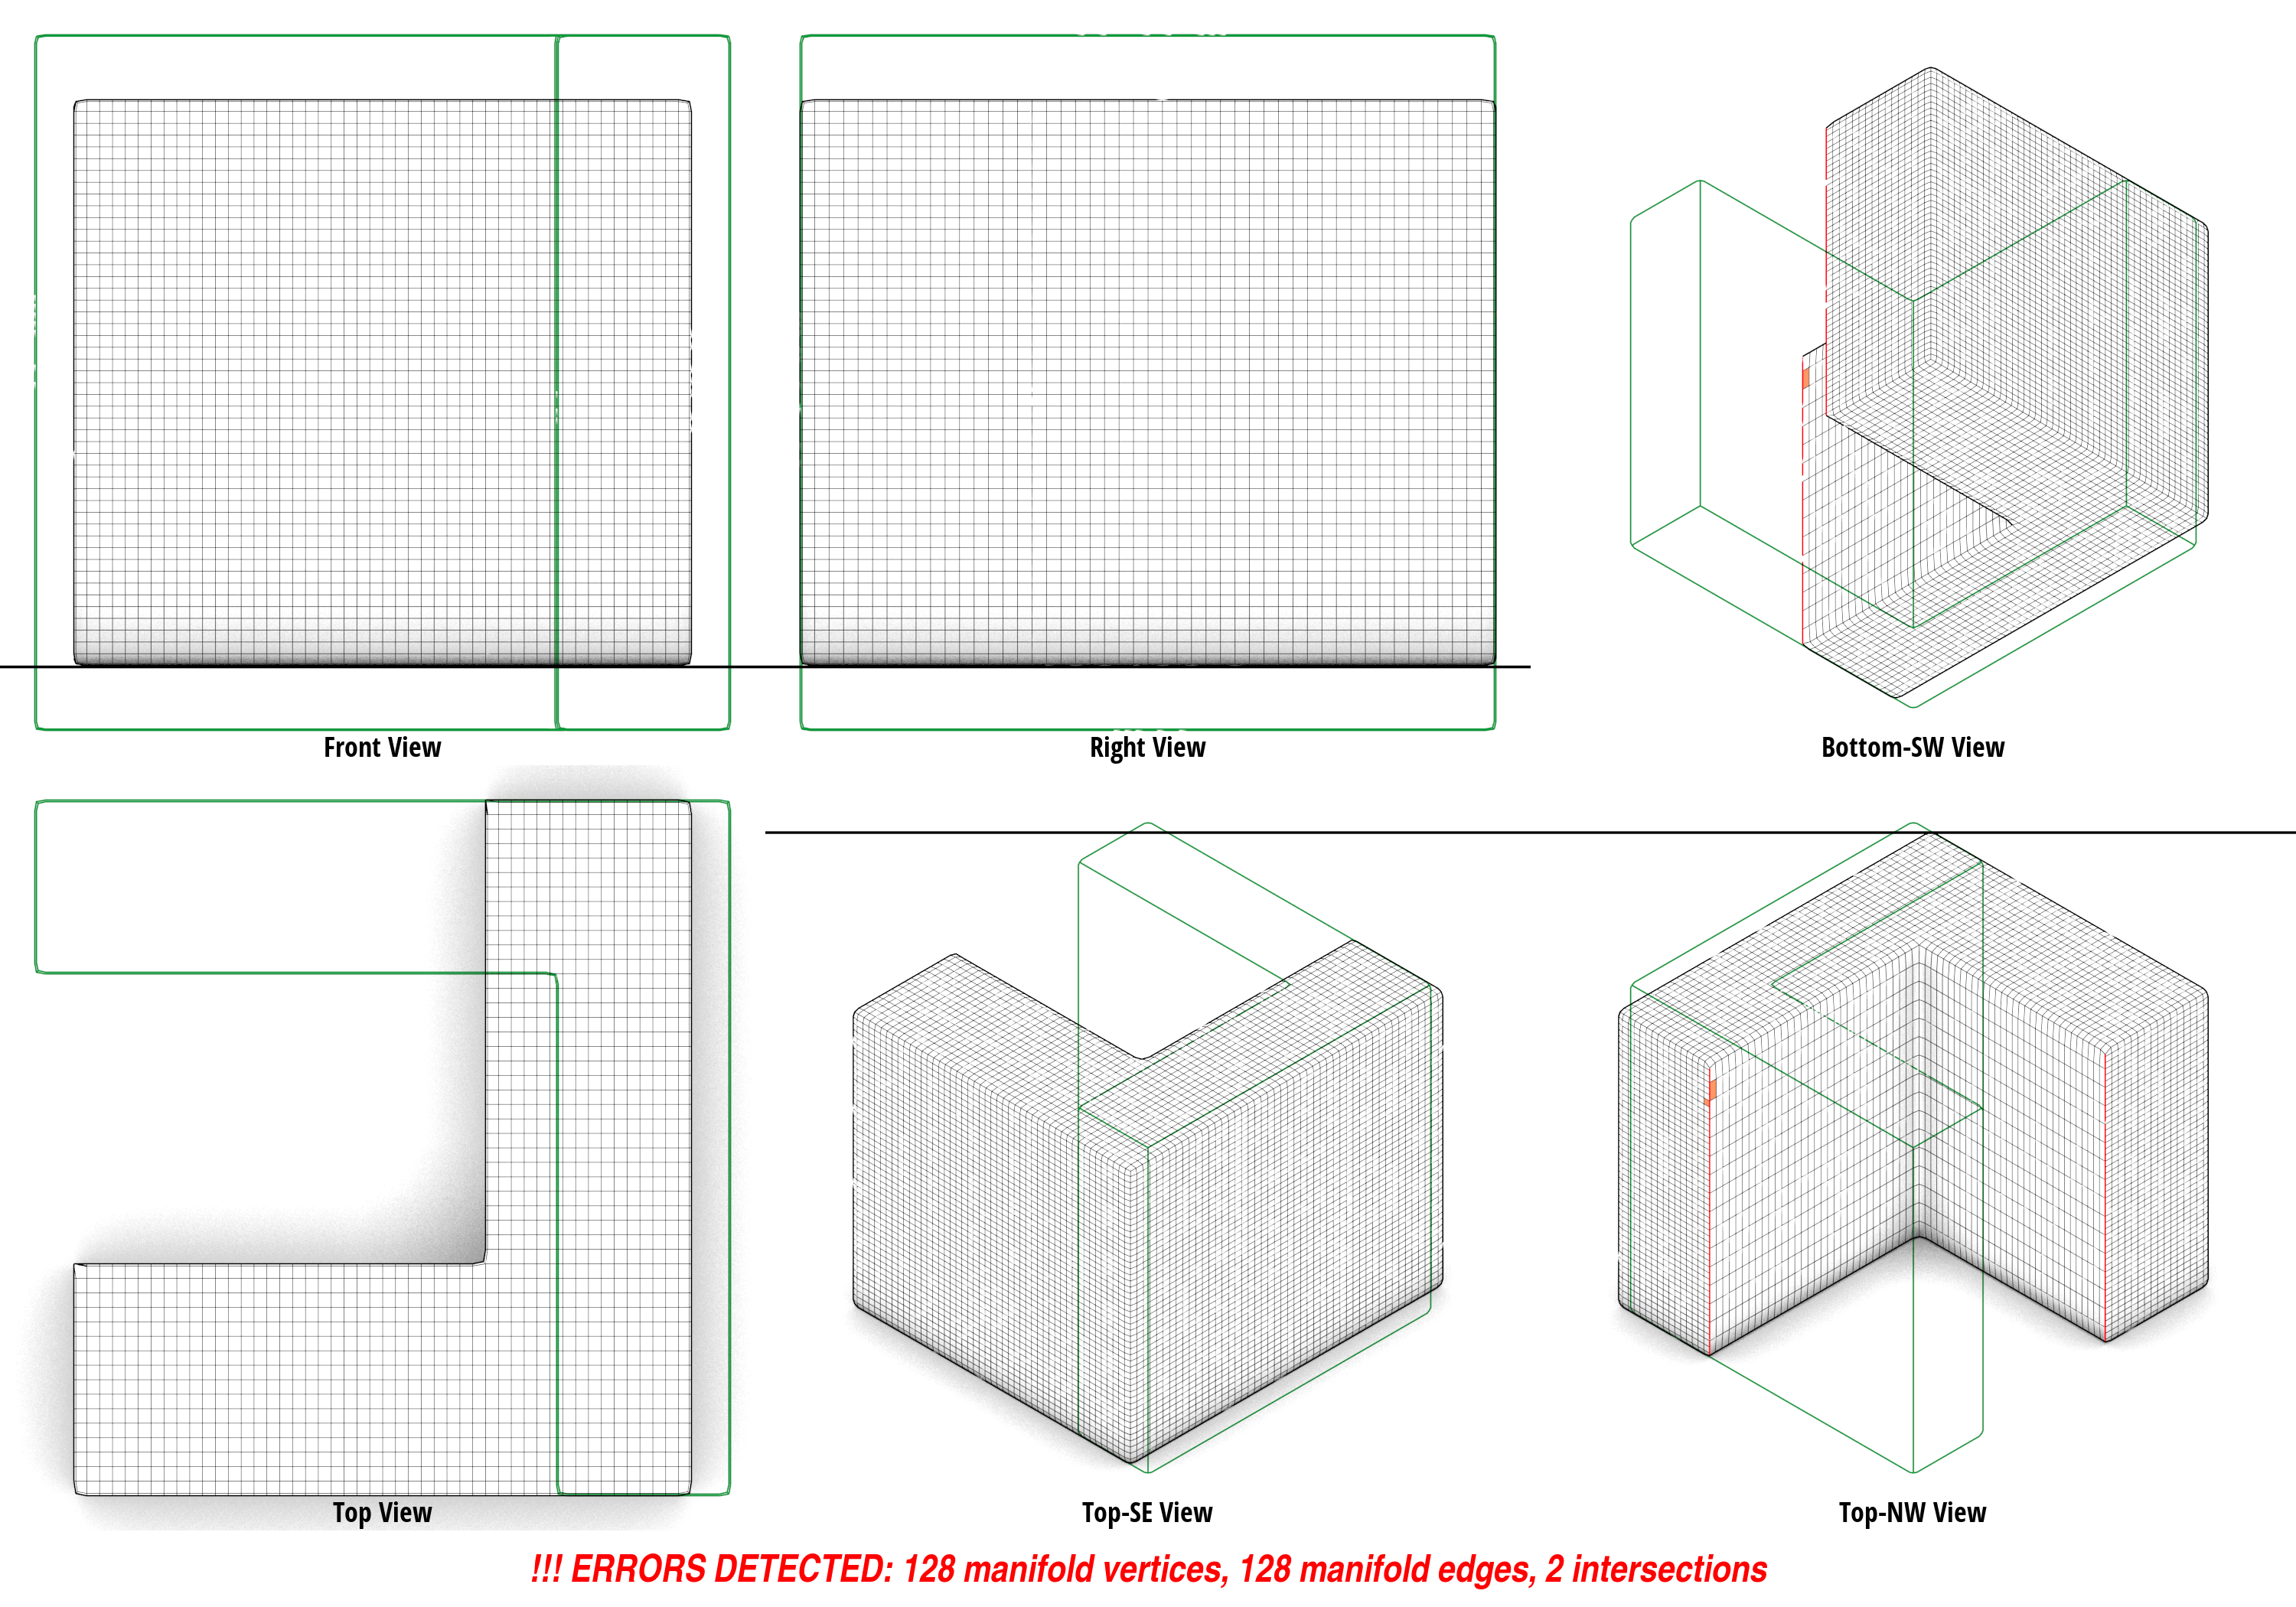 Front View
Right View
Bottom-SW View
Top View
Top-SE View
Top-NW View
!!! ERRORS DETECTED: 128 manifold vertices, 128 manifold edges, 2 intersections